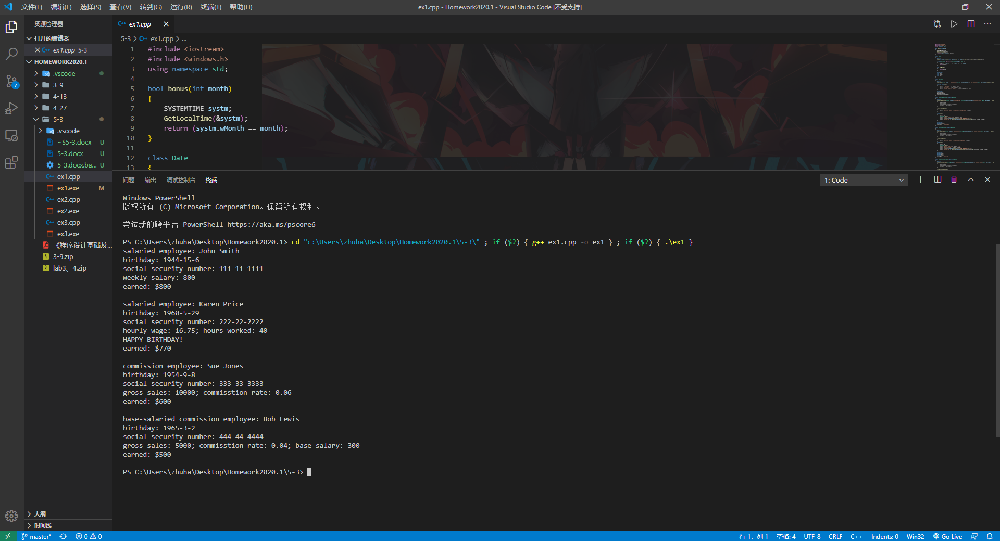 文件(F) 编辑(E) 选择(S) 查看(V) 转到(G) 运行(R) 终端(T) 帮助(H)
ex1.cpp - Homework2020.1 - Visual Studio Code [不受支持]
资源管理器
打开的编辑器
ex1.cpp 5-3
HOMEWORK2020.1
.vscode
3-9
4-13
4-27
5-3
.vscode
~$5-3.docx U
5-3.docx U
5-3.docx.ba... U
ex1.cpp
ex1.exe M
ex2.cpp
ex2.exe
ex3.cpp
ex3.exe
《程序设计基础及...
3-9.zip
lab3、4.zip
大纲
时间线
7
ex1.cpp
5-3 > ex1.cpp > ...
1 #include <iostream>
2 #include <windows.h>
3 using namespace std;
4
5 bool bonus(int month)
6 {
7 SYSTEMTIME systm;
8 GetLocalTime(&systm);
9 return (systm.wMonth == month);
10 }
11
12 class Date
13 {
问题 输出 调试控制台 终端
1: Code
Windows PowerShell
版权所有 (C) Microsoft Corporation。保留所有权利。
尝试新的跨平台 PowerShell https://aka.ms/pscore6
PS C:\Users\zhuha\Desktop\Homework2020.1> cd "c:\Users\zhuha\Desktop\Homework2020.1\5-3\" ; if ($?) { g++ ex1.cpp -o ex1 } ; if ($?) { .\ex1 }
salaried employee: John Smith
birthday: 1944-15-6
social security number: 111-11-1111
weekly salary: 800
earned: $800
salaried employee: Karen Price
birthday: 1960-5-29
social security number: 222-22-2222
hourly wage: 16.75; hours worked: 40
HAPPY BIRTHDAY!
earned: $770
commission employee: Sue Jones
birthday: 1954-9-8
social security number: 333-33-3333
gross sales: 10000; commisstion rate: 0.06
earned: $600
base-salaried commission employee: Bob Lewis
birthday: 1965-3-2
social security number: 444-44-4444
gross sales: 5000; commisstion rate: 0.04; base salary: 300
earned: $500
PS C:\Users\zhuha\Desktop\Homework2020.1\5-3>
master* 0 0
行 1，列 1 空格: 4 UTF-8 CRLF C++ Indents: 0 Win32 Go Live